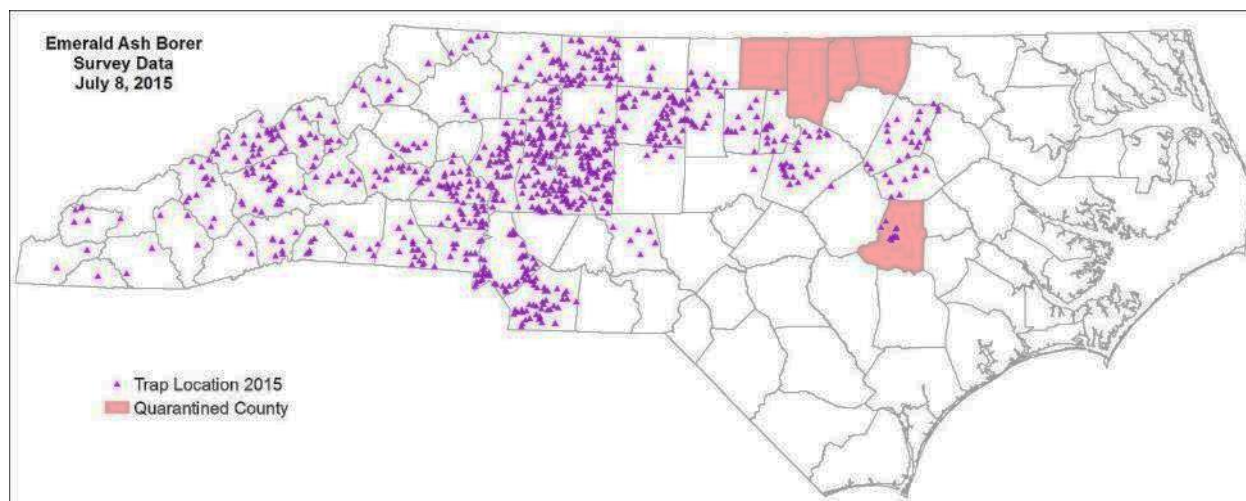 Emerald Ash Borer
Survey Data
July 8, 2015
Trap Location 2015
Quarantined County